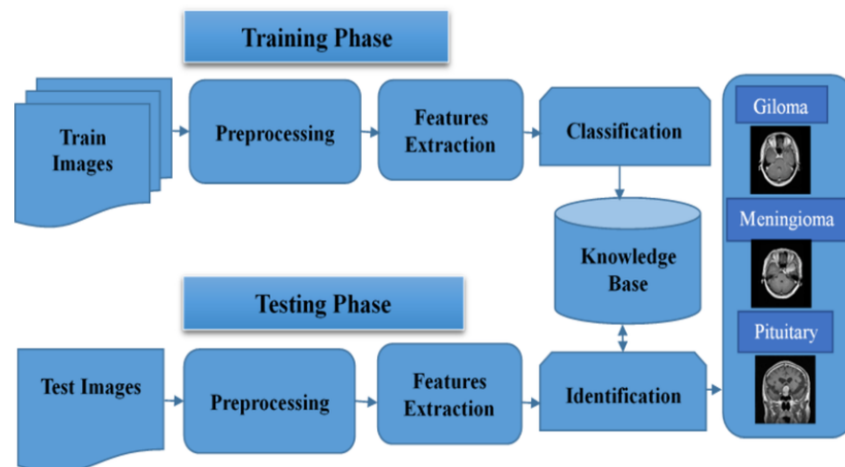 Training Phase
Train
Images
Preprocessing
Features
Extraction
Classification
Knowledge
Base
Testing Phase
Test Images
Preprocessing
Features
Extraction
Identification
Giloma
Meningioma
Pituitary